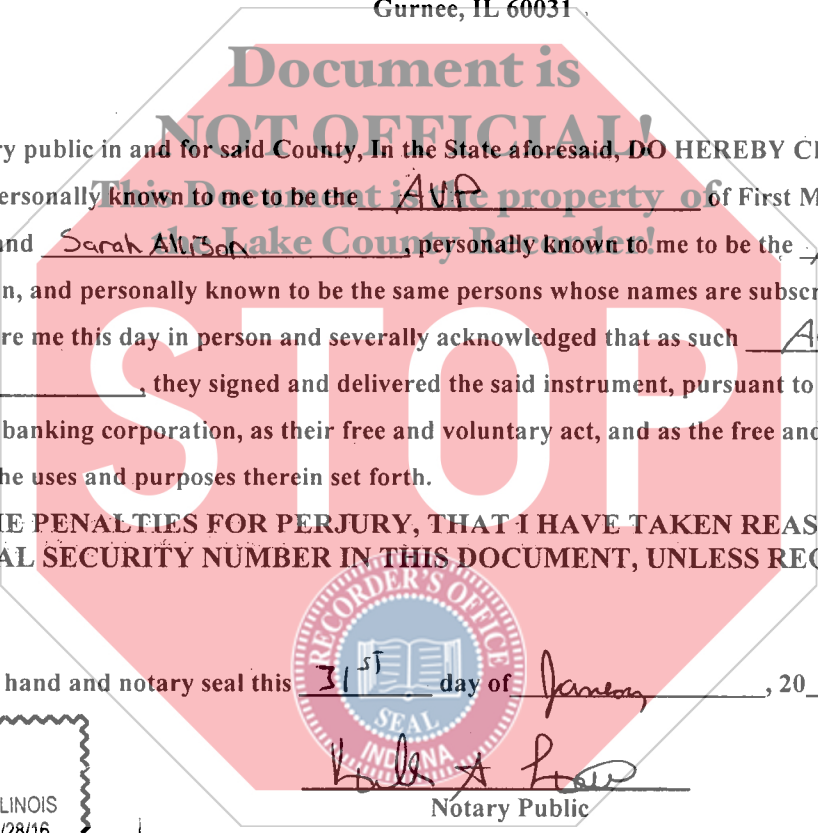 Gurnee, IL 60031
Document is
NOT OFFICIAL!
ry public in and for said County, In the State aforesaid, DO HEREBY C
This Document is the property of
ersonally known to me to be the AVP of First M
the Lake County Recorder!
and Sarah Allison, personally known to me to be the
n, and personally known to be the same persons whose names are subscr
re me this day in person and severally acknowledged that as such A
STOP
, they signed and delivered the said instrument, pursuant to
banking corporation, as their free and voluntary act, and as the free and
he uses and purposes therein set forth.
E PENALTIES FOR PERJURY, THAT I HAVE TAKEN REAS
AL SECURITY NUMBER IN THIS DOCUMENT, UNLESS REQ
RECORDER'S OFFICE
hand and notary seal this 31ST day of January, 20
SEAL
INDIANA
Notary Public
LINOIS
/28/16